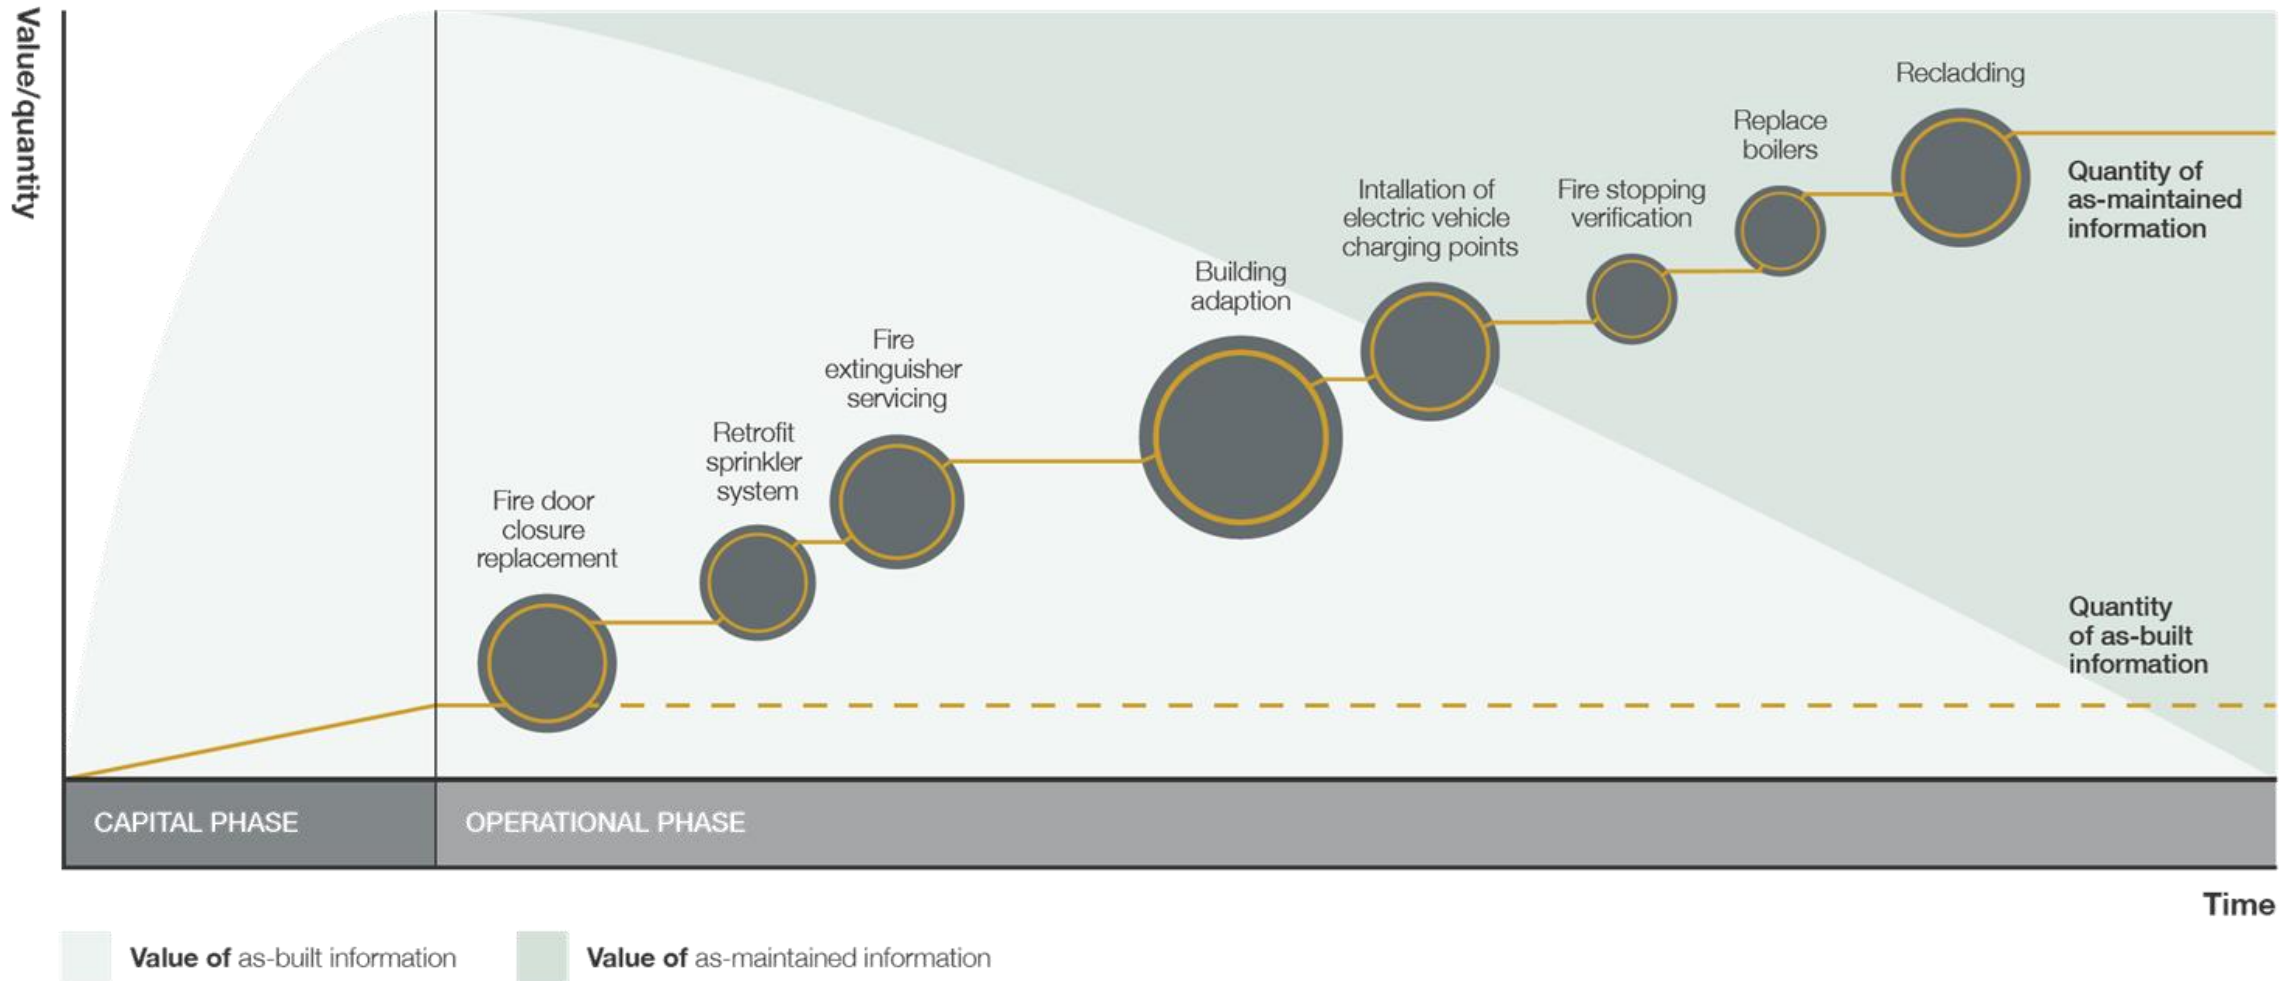 Value/quantity
Recladding
Replace
boilers
Intallation of
electric vehicle
charging points
Fire stopping
verification
Quantity of
as-maintained
information
Building
adaption
Fire
extinguisher
servicing
Retrofit
sprinkler
system
Fire door
closure
replacement
Quantity
of as-built
information
CAPITAL PHASE
OPERATIONAL PHASE
Time
Value of as-built information
Value of as-maintained information